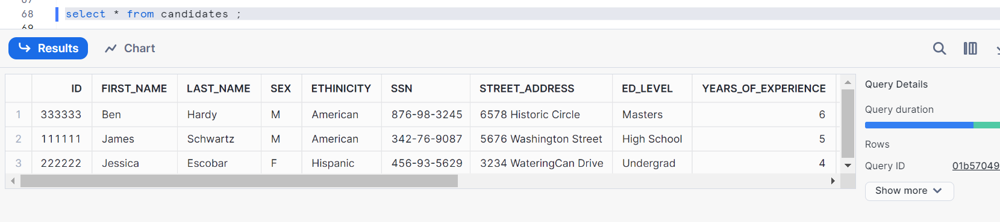 67
68 select * from candidates ;
69
Results Chart
ID FIRST_NAME LAST_NAME SEX ETHINICITY SSN STREET_ADDRESS ED_LEVEL YEARS_OF_EXPERIENCE
1 333333 Ben Hardy M American 876-98-3245 6578 Historic Circle Masters 6
2 111111 James Schwartz M American 342-76-9087 5676 Washington Street High School 5
3 222222 Jessica Escobar F Hispanic 456-93-5629 3234 WateringCan Drive Undergrad 4
Query Details
Query duration
Rows
Query ID 01b57049
Show more